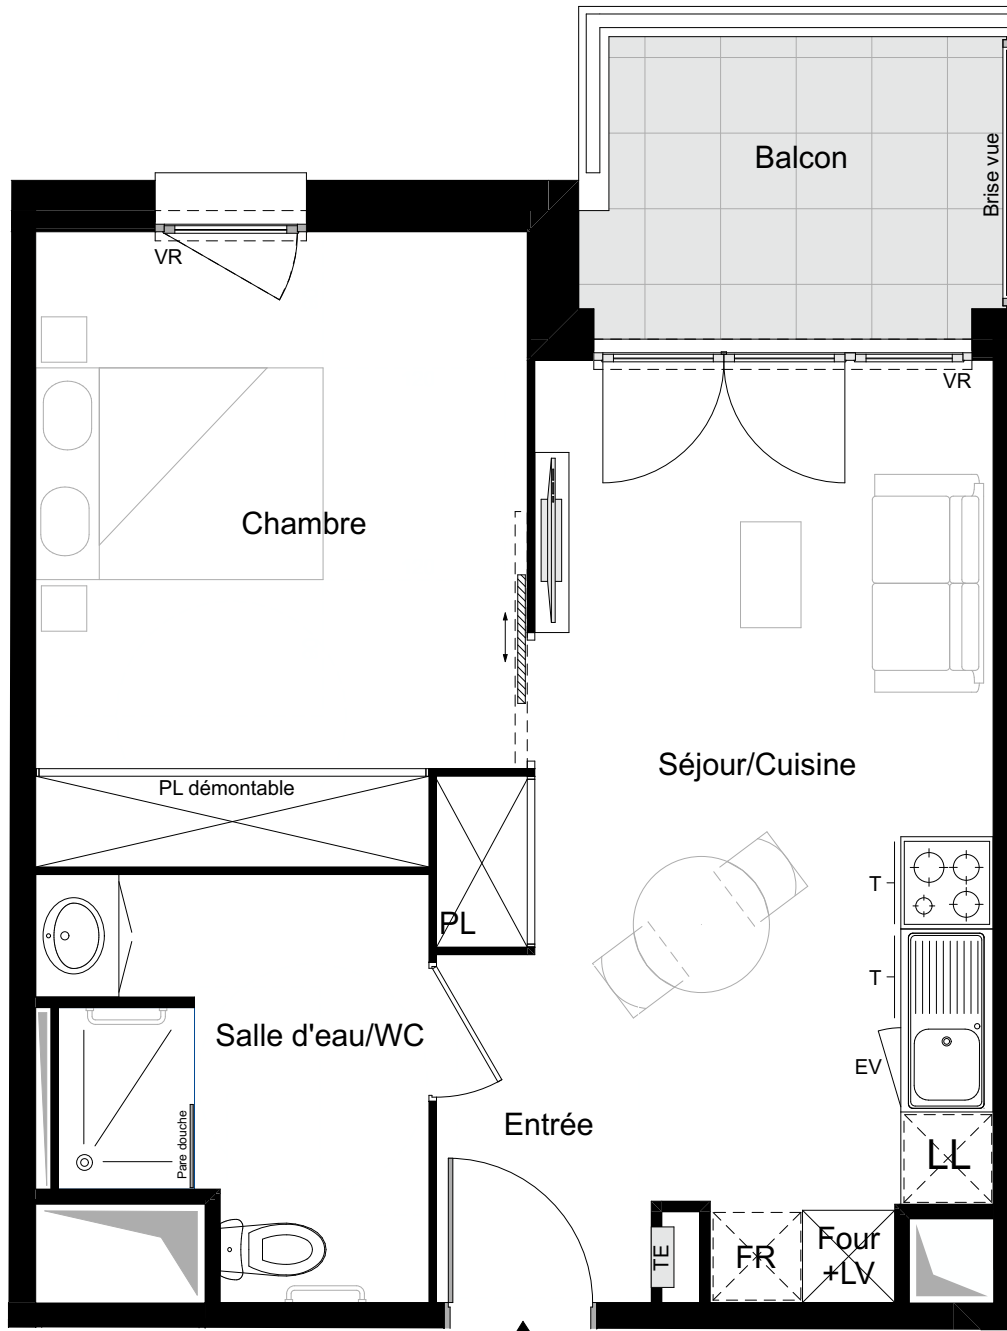 Balcon
Brise vue
VR
VR
Chambre
Séjour/Cuisine
PL démontable
T
PL
T
Salle d'eau/WC
EV
Entrée
Pare douche
LL
TE
FR
Four
+LV